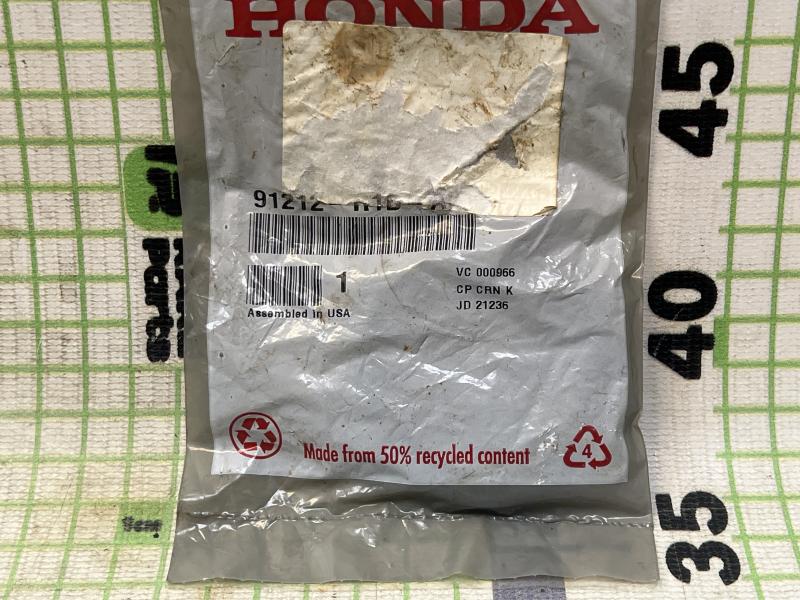 HONDA
91212
1
Assembled in USA
VC 000966
CP CRN K
JD 21236
Made from 50% recycled content
4
45
40
35
Parts